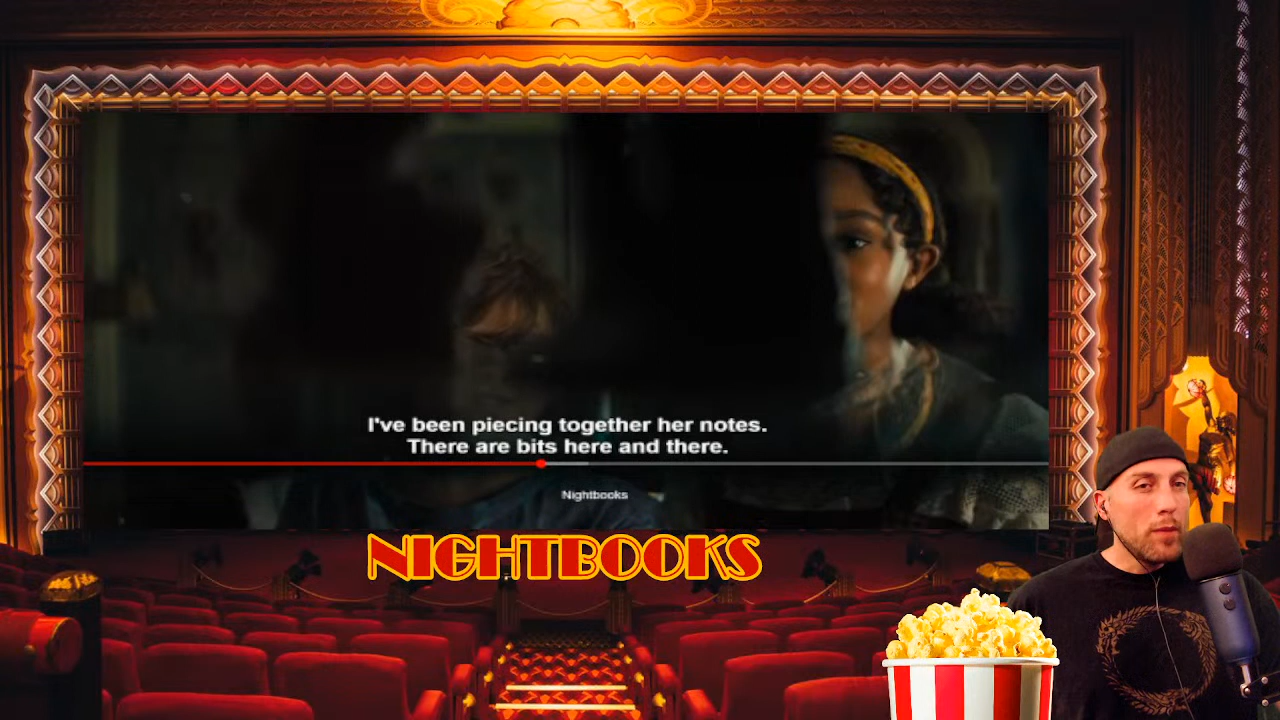 I've been piecing together her notes.
There are bits here and there.
Nightbooks
NIGHTBOOKS